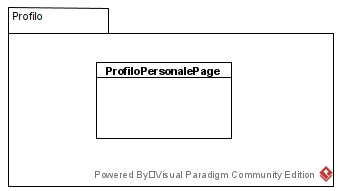 Profilo
ProfiloPersonalePage
Powered By□Visual Paradigm Community Edition